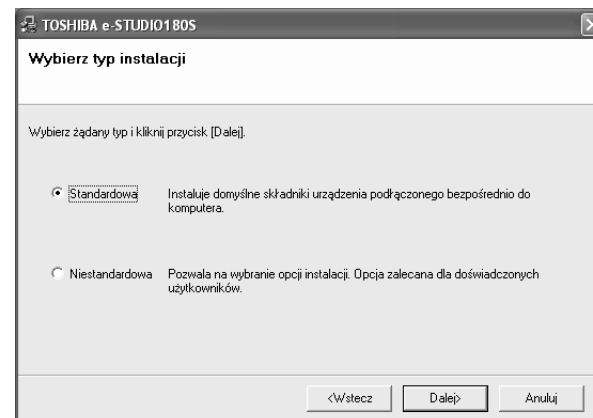 TOSHIBA e-STUDIO180S
Wybierz typ instalacji
Wybierz żądany typ i kliknij przycisk [Dalej].
Standardowa Instaluje domyślne składniki urządzenia podłączonego bezpośrednio do
komputera.
Niestandardowa Pozwala na wybranie opcji instalacji. Opcja zalecana dla doświadczonych
użytkowników.
<Wstecz Dalej> Anuluj